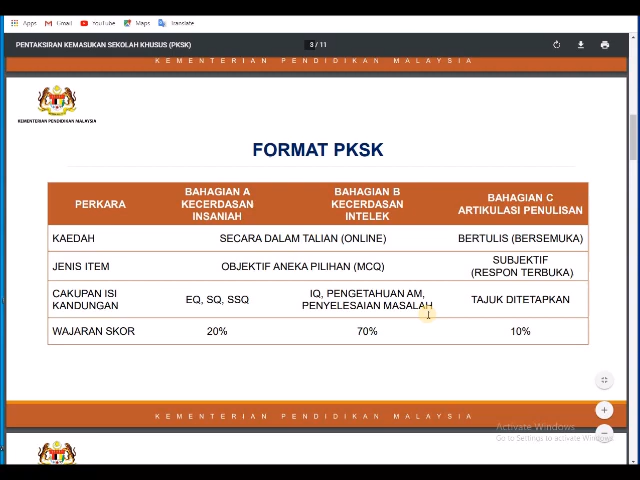 Apps Gmail YouTube Maps Translate
PENTAKSIRAN KEMASUKAN SEKOLAH KHUSUS (PKSK) 3 / 11
KEMENTERIAN PENDIDIKAN MALAYSIA
KEMENTERIAN PENDIDIKAN MALAYSIA
FORMAT PKSK
PERKARA
BAHAGIAN A
KECERDASAN
INSANIAH
BAHAGIAN B
KECERDASAN
INTELEK
BAHAGIAN C
ARTIKULASI PENULISAN
KAEDAH SECARA DALAM TALIAN (ONLINE) BERTULIS (BERSEMUKA)
JENIS ITEM OBJEKTIF ANEKA PILIHAN (MCQ)
SUBJEKTIF
(RESPON TERBUKA)
CAKUPAN ISI
KANDUNGAN
EQ, SQ, SSQ
IQ, PENGETAHUAN AM,
PENYELESAIAN MASALAH
TAJUK DITETAPKAN
WAJARAN SKOR 20% 70% 10%
KEMENTERIAN PENDIDIKAN MALAYSIA
Activate Windows
Go to Settings to activate Windows.